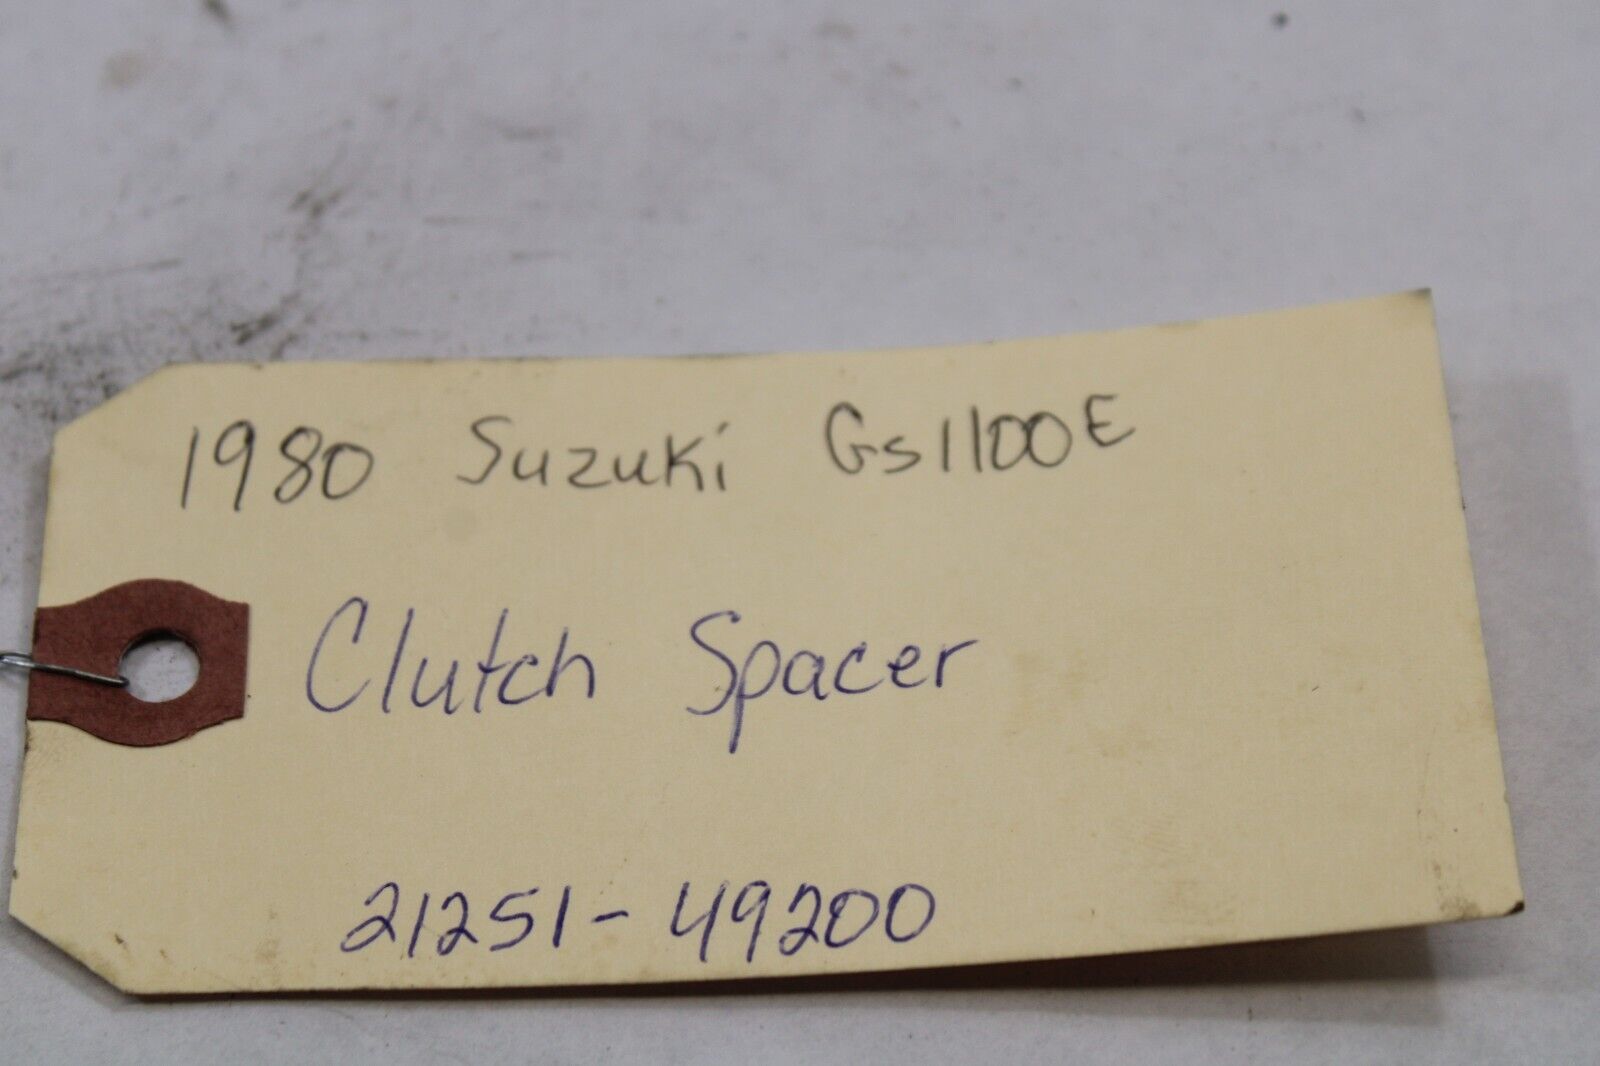 1980 Suzuki Gs1100E
Clutch Spacer
21251-49200